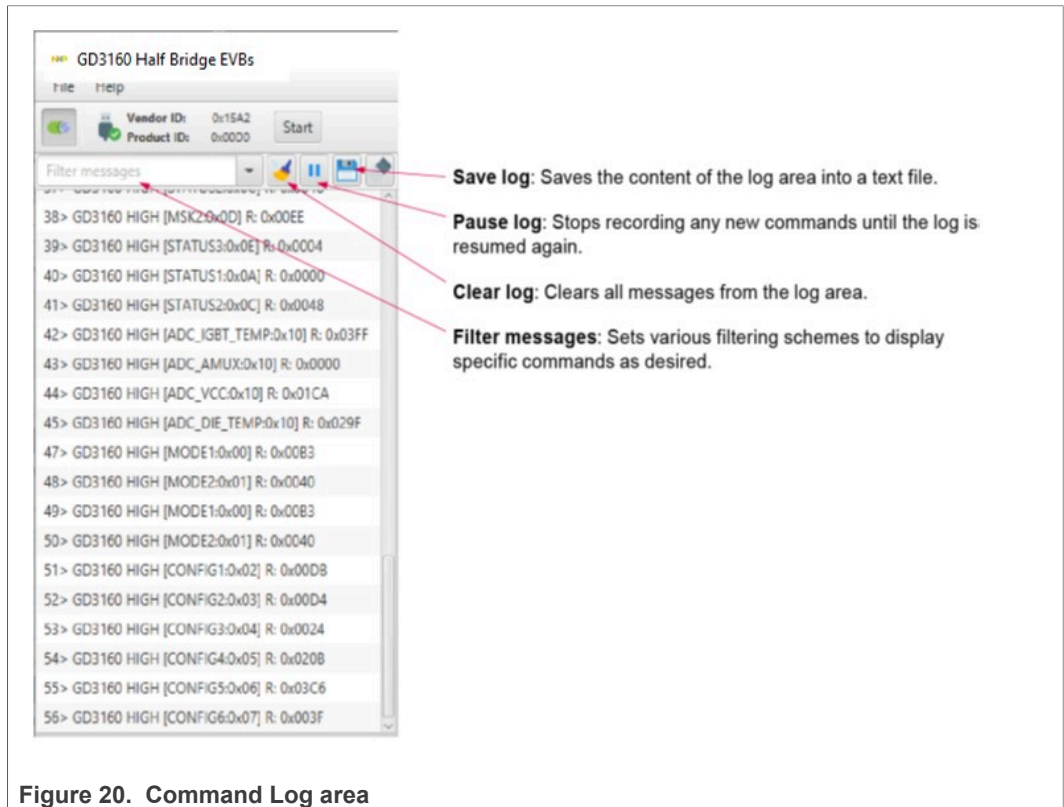 NXP GD3160 Half Bridge EVBs
File Help
Vendor ID: 0x15A2
Product ID: 0x00D0
Start
Filter messages
38> GD3160 HIGH [MSK2:0x0D] R: 0x00EE
39> GD3160 HIGH [STATUS3:0x0E] R: 0x0004
40> GD3160 HIGH [STATUS1:0x0A] R: 0x0000
41> GD3160 HIGH [STATUS2:0x0C] R: 0x0048
42> GD3160 HIGH [ADC_IGBT_TEMP:0x10] R: 0x03FF
43> GD3160 HIGH [ADC_AMUX:0x10] R: 0x0000
44> GD3160 HIGH [ADC_VCC:0x10] R: 0x01CA
45> GD3160 HIGH [ADC_DIE_TEMP:0x10] R: 0x029F
47> GD3160 HIGH [MODE1:0x00] R: 0x00B3
48> GD3160 HIGH [MODE2:0x01] R: 0x0040
49> GD3160 HIGH [MODE1:0x00] R: 0x00B3
50> GD3160 HIGH [MODE2:0x01] R: 0x0040
51> GD3160 HIGH [CONFIG1:0x02] R: 0x00DB
52> GD3160 HIGH [CONFIG2:0x03] R: 0x00D4
53> GD3160 HIGH [CONFIG3:0x04] R: 0x0024
54> GD3160 HIGH [CONFIG4:0x05] R: 0x020B
55> GD3160 HIGH [CONFIG5:0x06] R: 0x03C6
56> GD3160 HIGH [CONFIG6:0x07] R: 0x003F
Save log: Saves the content of the log area into a text file.
Pause log: Stops recording any new commands until the log is
resumed again.
Clear log: Clears all messages from the log area.
Filter messages: Sets various filtering schemes to display
specific commands as desired.
Figure 20. Command Log area